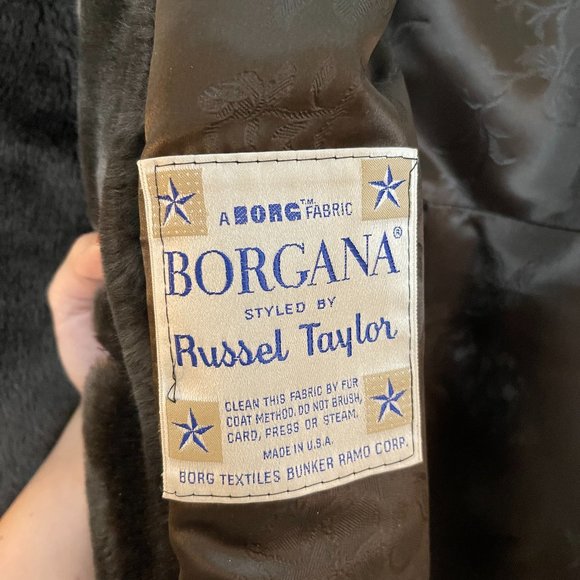 A BORG™ FABRIC
BORGANA®
STYLED BY
Russel Taylor
CLEAN THIS FABRIC BY FUR
COAT METHOD. DO NOT BRUSH,
CARD, PRESS OR STEAM.
MADE IN U.S.A.
BORG TEXTILES BUNKER RAMO CORP.